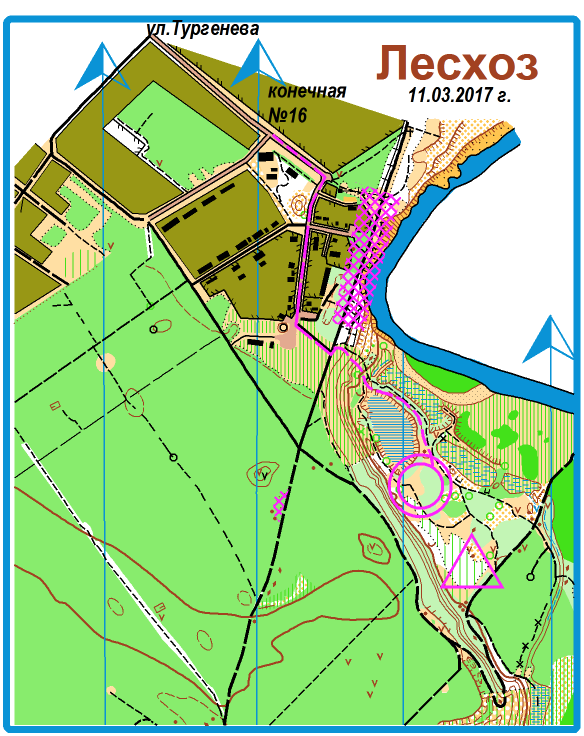 ул.Тургенева
Лесхоз
11.03.2017 г.
конечная
№16